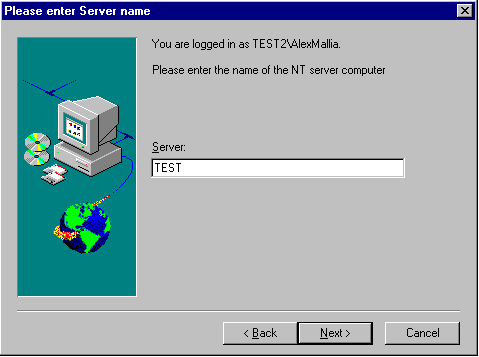 Please enter Server name
You are logged in as TEST2\AlexMallia.
Please enter the name of the NT server computer
Server:
TEST
< Back
Next >
Cancel